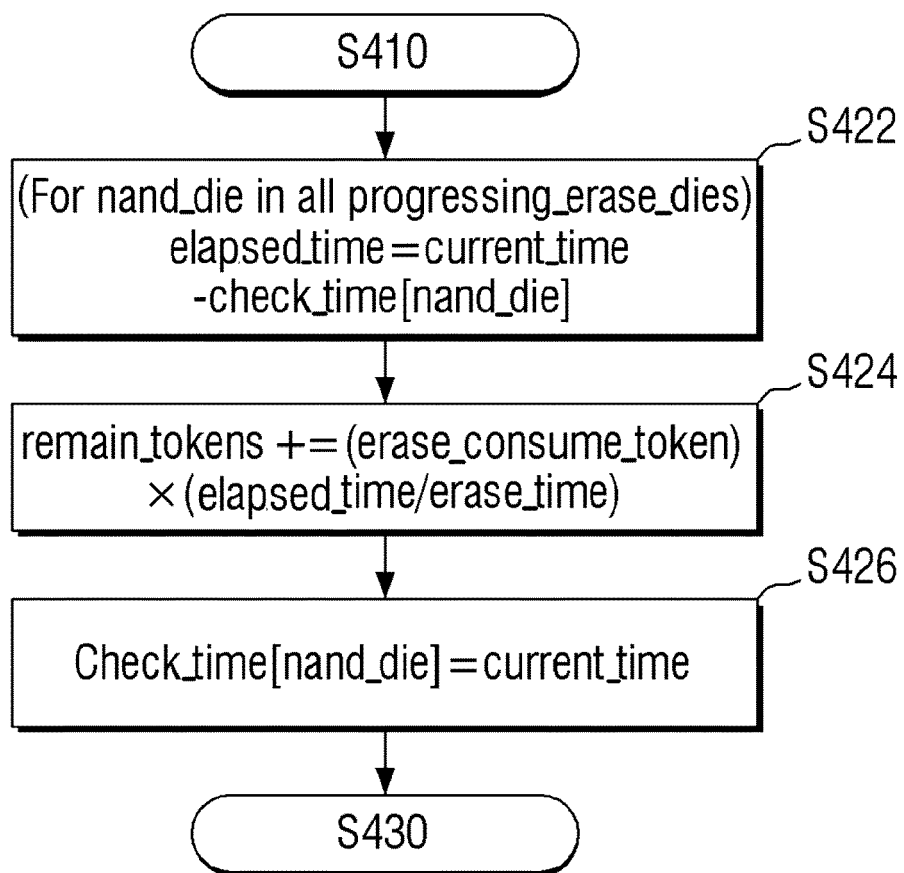 S410
S422
(For nand_die in all progressing_erase_dies)
elapsed_time=current_time
-check_time[nand_die]
S424
remain_tokens +=(erase_consume_token)
×(elapsed_time/erase_time)
S426
Check_time[nand_die]=current_time
S430